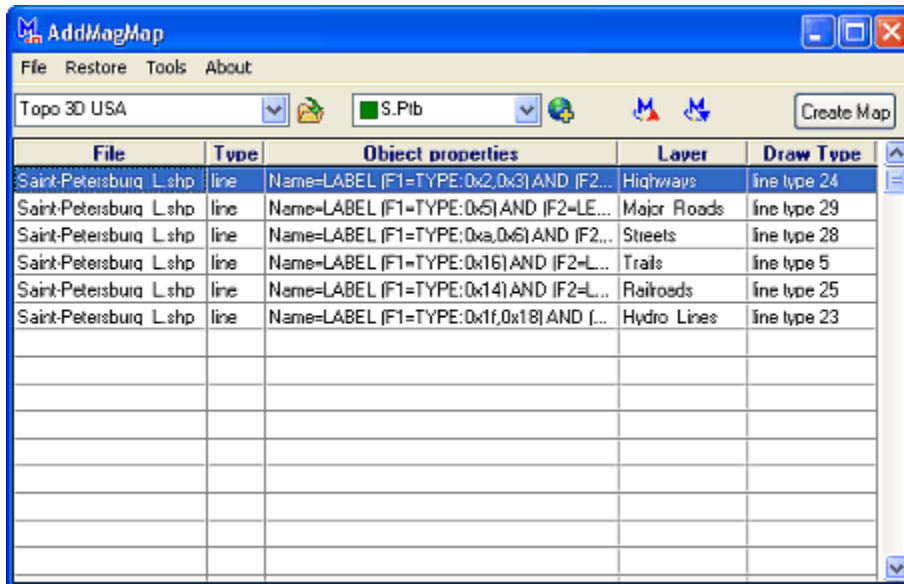 AddMagMap
File Restore Tools About
Topo 3D USA S.Ptb Create Map
File Type Object properties Layer Draw Type
Saint-Petersburg_L.shp line Name=LABEL (F1=TYPE:0x2,0x3) AND (F2... Highways line type 24
Saint-Petersburg_L.shp line Name=LABEL (F1=TYPE:0x5) AND (F2=LE... Major_Roads line type 29
Saint-Petersburg_L.shp line Name=LABEL (F1=TYPE:0xa,0x6) AND (F2... Streets line type 28
Saint-Petersburg_L.shp line Name=LABEL (F1=TYPE:0x16) AND (F2=L... Trails line type 5
Saint-Petersburg_L.shp line Name=LABEL (F1=TYPE:0x14) AND (F2=L... Railroads line type 25
Saint-Petersburg_L.shp line Name=LABEL (F1=TYPE:0x1f,0x18) AND (... Hydro_Lines line type 23